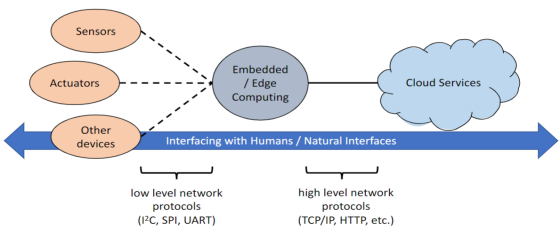 Sensors
Actuators
Other
devices
Embedded
/ Edge
Computing
Cloud Services
Interfacing with Humans / Natural Interfaces
low level network
protocols
(I²C, SPI, UART)
high level network
protocols
(TCP/IP, HTTP, etc.)